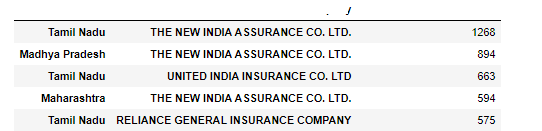 Tamil Nadu THE NEW INDIA ASSURANCE CO. LTD. 1268
Madhya Pradesh THE NEW INDIA ASSURANCE CO. LTD. 894
Tamil Nadu UNITED INDIA INSURANCE CO. LTD 663
Maharashtra THE NEW INDIA ASSURANCE CO. LTD. 594
Tamil Nadu RELIANCE GENERAL INSURANCE COMPANY 575